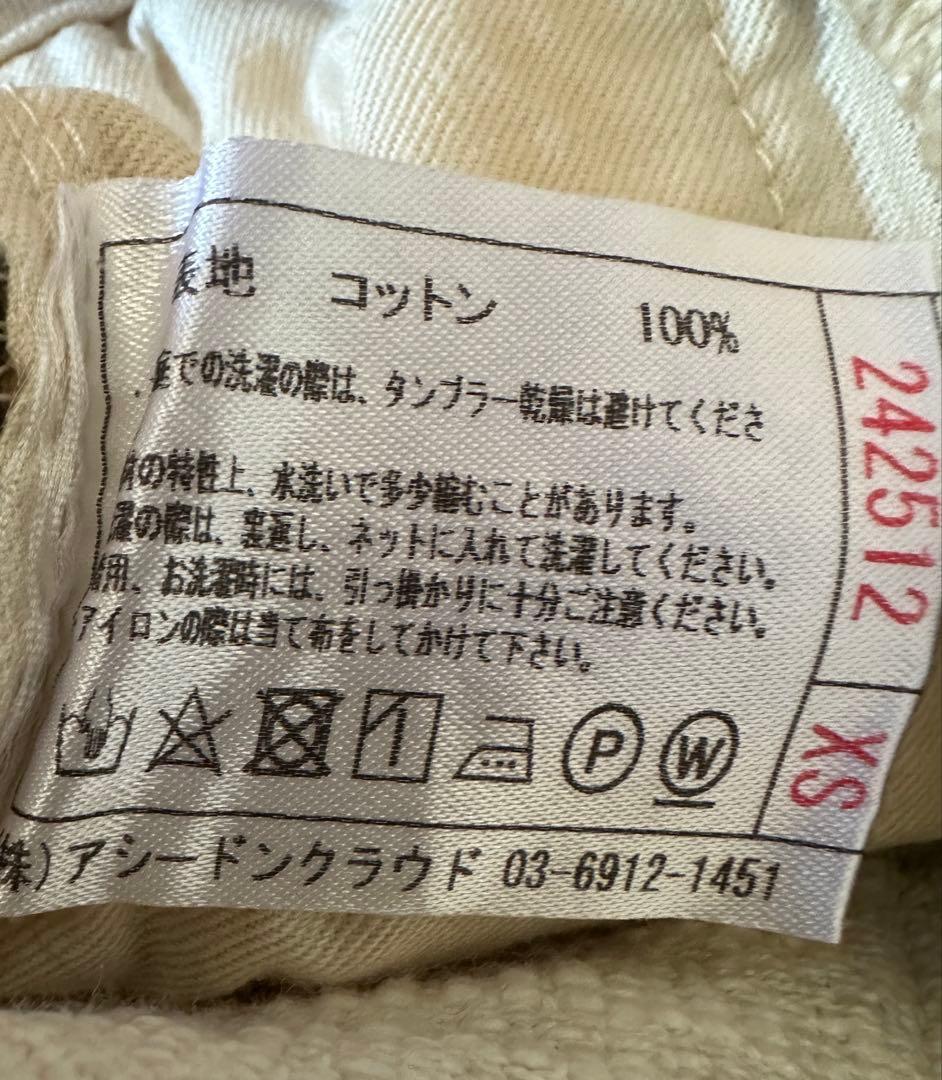 表地 コットン 100%
庭での洗濯の際は、タンブラー乾燥は避けてくださ
の特性上、水洗いで多少縮むことがあります。
濯の際は、裏返し、ネットに入れて洗濯してください。
着用、お洗濯時には、引っ掛かりに十分ご注意ください。
アイロンの際は当て布をしてかけて下さい。
P W
(株)アシードンクラウド 03-6912-1451
242512
XS